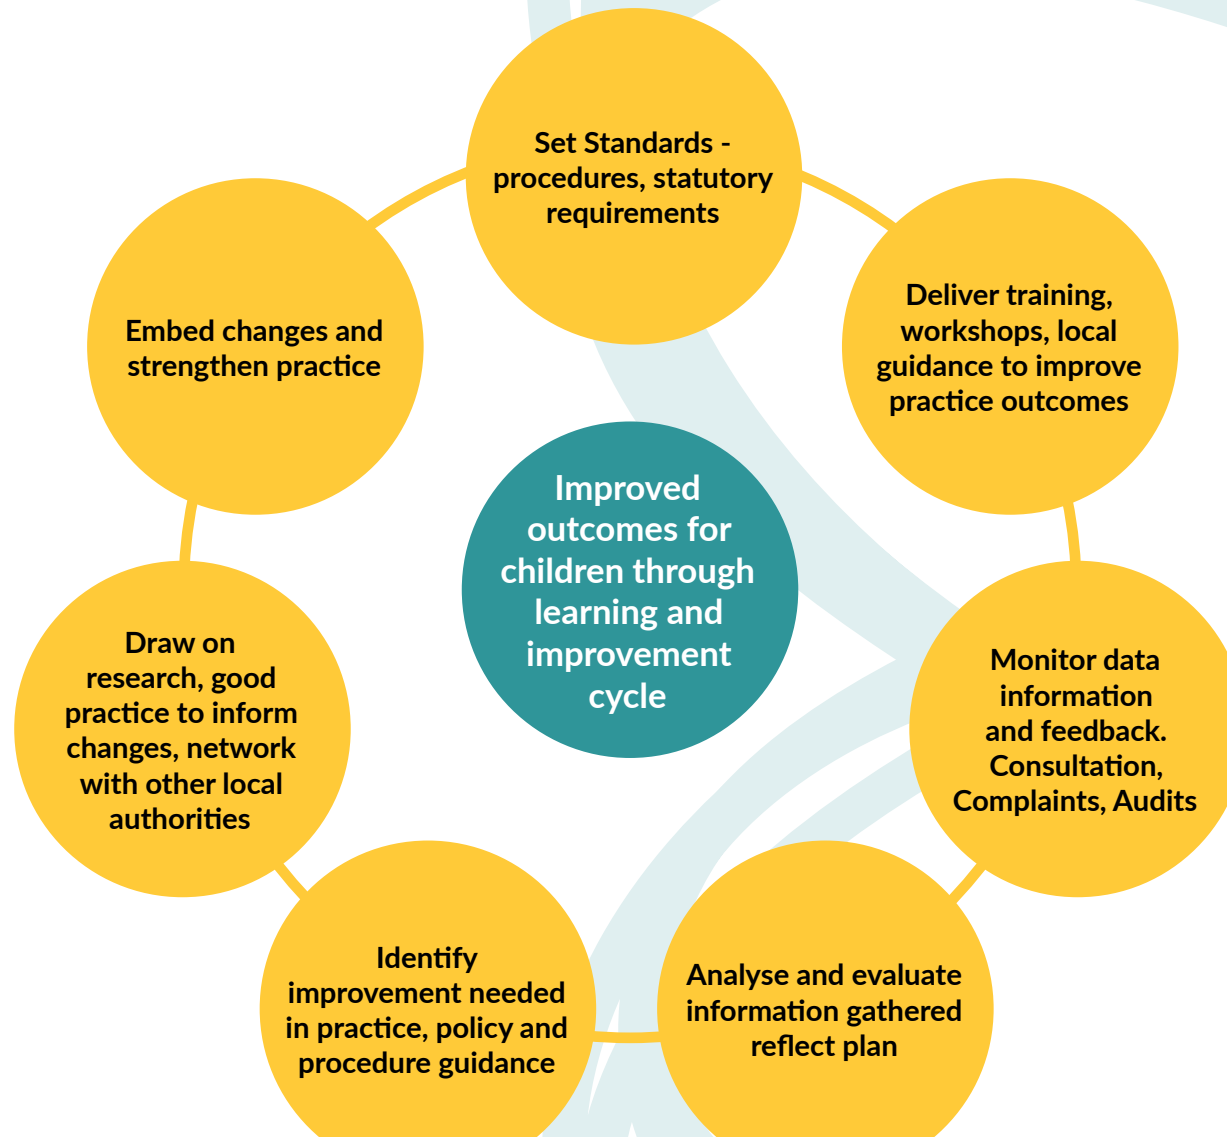 Set Standards -
procedures, statutory
requirements
Deliver training,
workshops, local
guidance to improve
practice outcomes
Monitor data
information
and feedback.
Consultation,
Complaints, Audits
Analyse and evaluate
information gathered
reflect plan
Identify
improvement needed
in practice, policy and
procedure guidance
Draw on
research, good
practice to inform
changes, network
with other local
authorities
Embed changes and
strengthen practice
Improved
outcomes for
children through
learning and
improvement
cycle